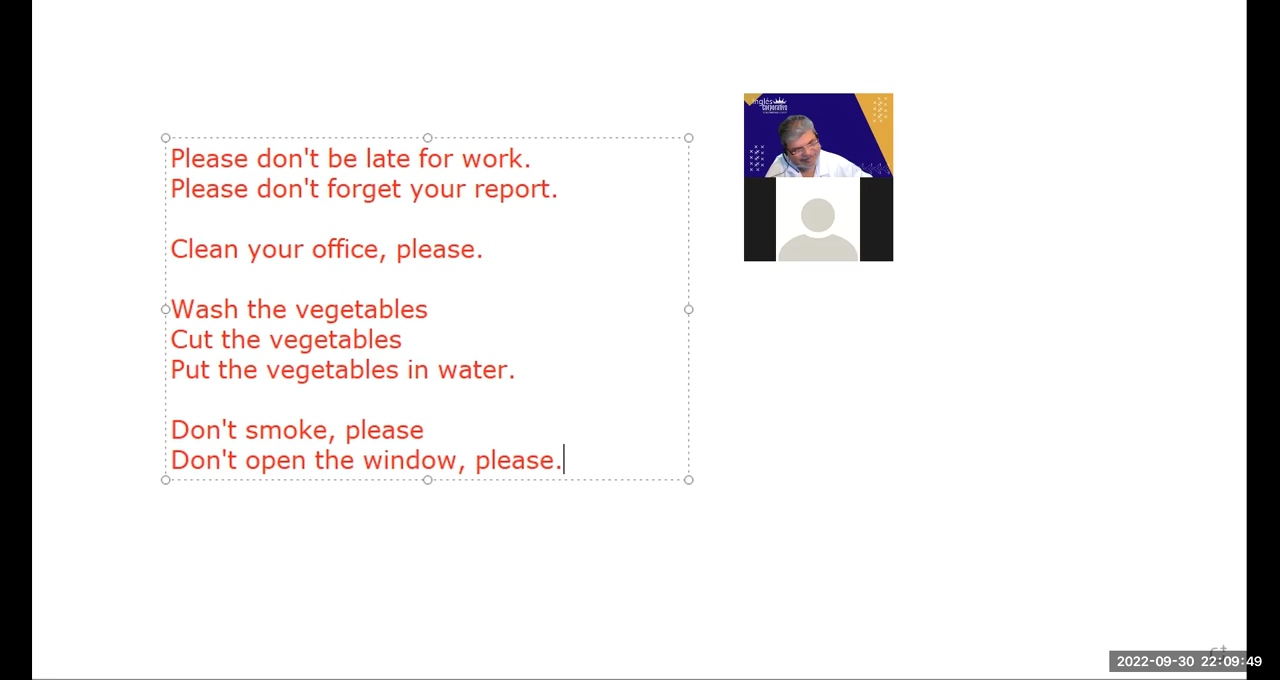 Please don't be late for work.
Please don't forget your report.
Clean your office, please.
Wash the vegetables
Cut the vegetables
Put the vegetables in water.
Don't smoke, please
Don't open the window, please.
inglés
corporativo
2022-09-30 22:09:49